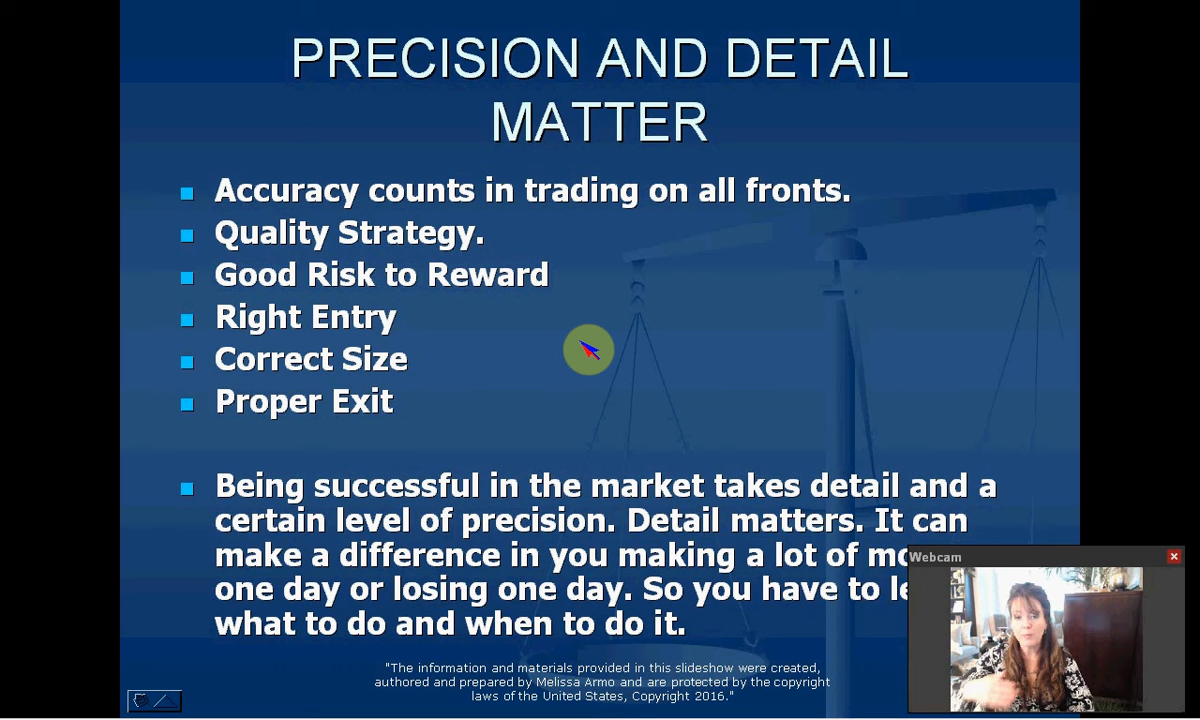 PRECISION AND DETAIL
MATTER
Accuracy counts in trading on all fronts.
Quality Strategy.
Good Risk to Reward
Right Entry
Correct Size
Proper Exit
Being successful in the market takes detail and a
certain level of precision. Detail matters. It can
make a difference in you making a lot of
one day or losing one day. So you have to
what to do and when to do it.
Webcam
"The information and materials provided in this slideshow were created,
authored and prepared by Melissa Armo and are protected by the copyright
laws of the United States, Copyright 2016."